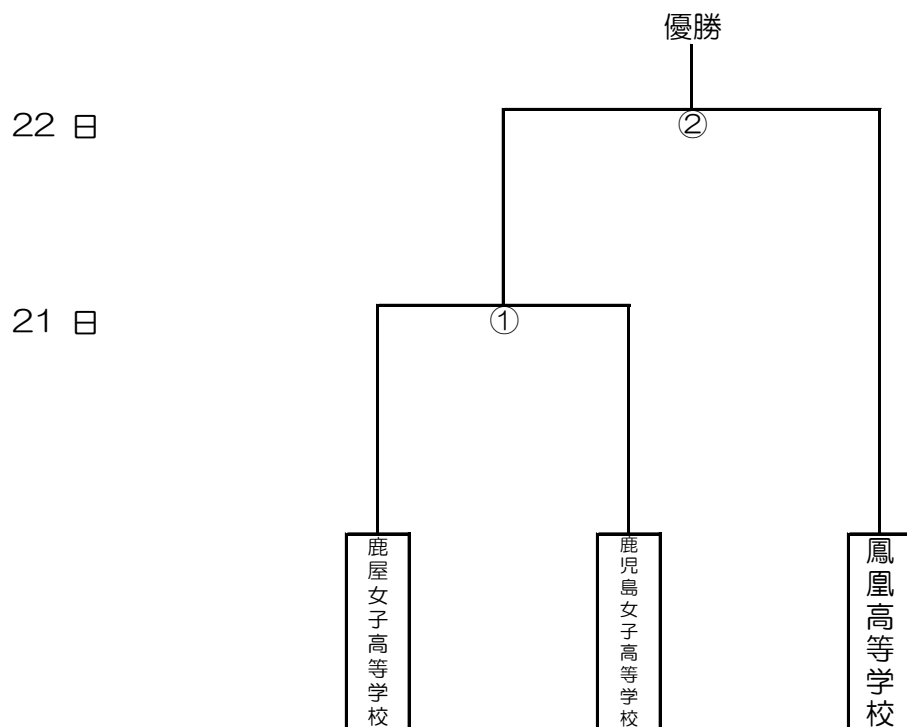 優勝
22 日
②
21 日
①
鹿屋女子高等学校
鹿児島女子高等学校
鳳凰高等学校